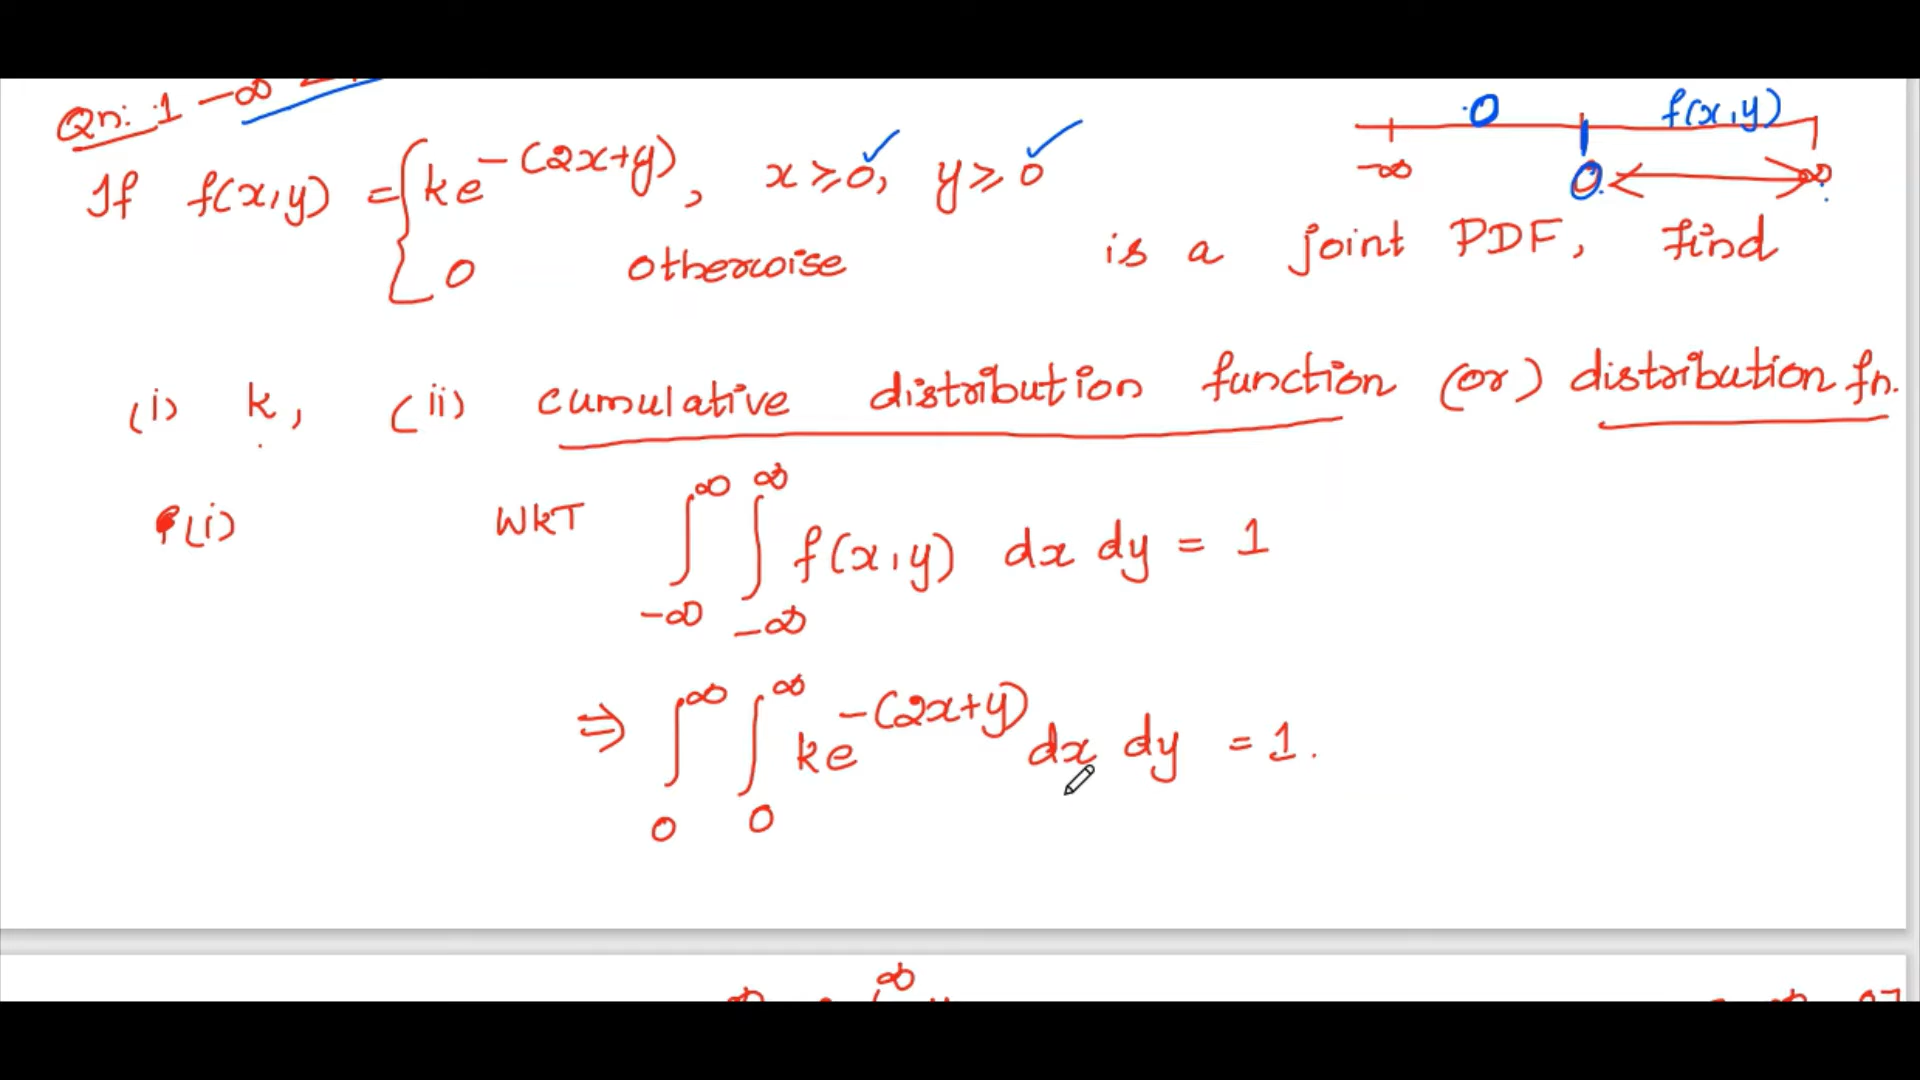 Qn: 1 -∞
0 f(x,y)
-∞ 0 ∞
If f(x,y) = { ke^-(2x+y), x ≥ 0, y ≥ 0
0 otherwise is a joint PDF, find
(i) k, (ii) cumulative distribution function (or) distribution fn.
(i) WKT ∫_-∞^∞ ∫_-∞^∞ f(x,y) dx dy = 1
⇒ ∫_0^∞ ∫_0^∞ ke^-(2x+y) dx dy = 1.
∞